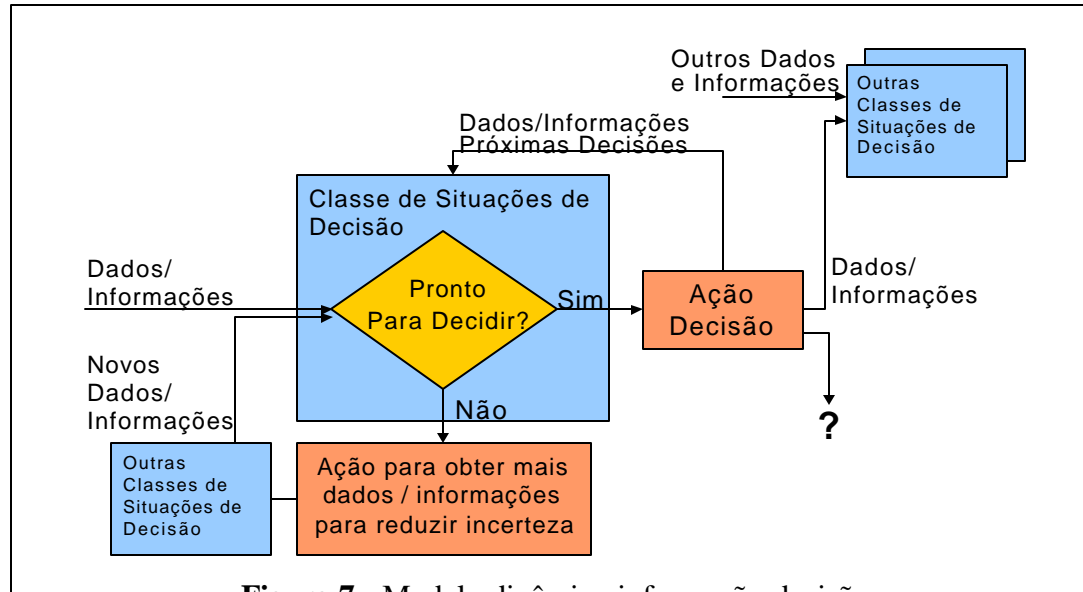 Outros Dados
e Informações
Outras
Classes de
Situações de
Decisão
Dados/Informações
Próximas Decisões
Classe de Situações de
Decisão
Dados/
Informações
Pronto
Para Decidir?
Sim
Ação
Decisão
Dados/
Informações
Novos
Dados/
Informações
Não
?
Outras
Classes de
Situações de
Decisão
Ação para obter mais
dados / informações
para reduzir incerteza